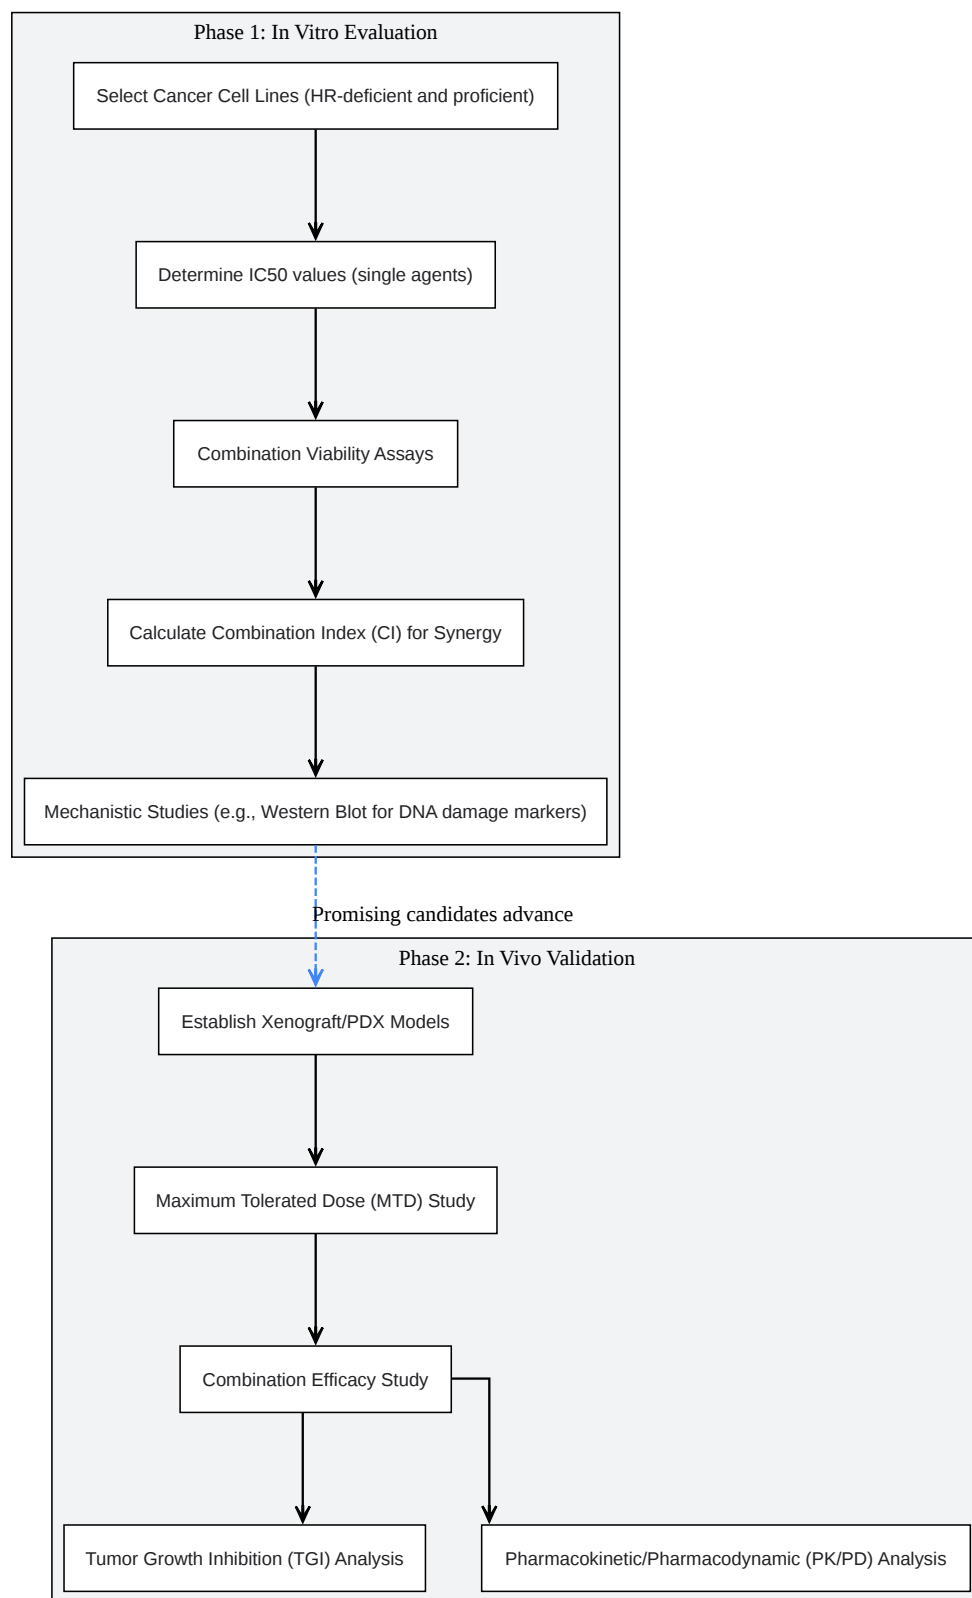 Phase 1: In Vitro Evaluation
Select Cancer Cell Lines (HR-deficient and proficient)
Determine IC50 values (single agents)
Combination Viability Assays
Calculate Combination Index (CI) for Synergy
Mechanistic Studies (e.g., Western Blot for DNA damage markers)
Promising candidates advance
Phase 2: In Vivo Validation
Establish Xenograft/PDX Models
Maximum Tolerated Dose (MTD) Study
Combination Efficacy Study
Tumor Growth Inhibition (TGI) Analysis
Pharmacokinetic/Pharmacodynamic (PK/PD) Analysis